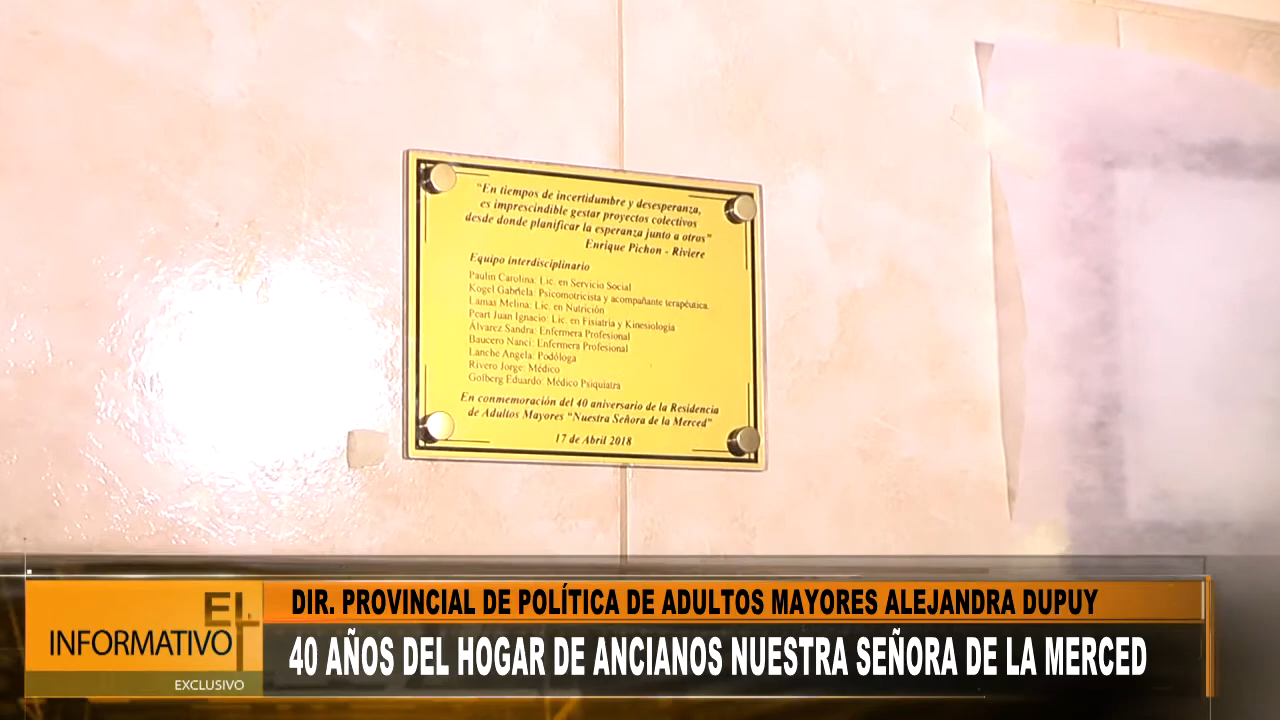 "En tiempos de incertidumbre y desesperanza,
es imprescindible gestar proyectos colectivos
desde donde planificar la esperanza junto a otros"
Enrique Pichon - Riviere
Equipo interdisciplinario
Paulin Carolina: Lic. en Servicio Social
Kogel Gabriela: Psicomotricista y acompañante terapéutica.
Lamas Melina: Lic. en Nutrición
Peart Juan Ignacio: Lic. en Fisiatría y Kinesiología
Álvarez Sandra: Enfermera Profesional
Baucero Nanci: Enfermera Profesional
Lanche Angela: Podóloga
Rivero Jorge: Médico
Golberg Eduardo: Médico Psiquiatra
En conmemoración del 40 aniversario de la Residencia
de Adultos Mayores "Nuestra Señora de la Merced"
17 de Abril 2018
EL
INFORMATIVO
EXCLUSIVO
DIR. PROVINCIAL DE POLÍTICA DE ADULTOS MAYORES ALEJANDRA DUPUY
40 AÑOS DEL HOGAR DE ANCIANOS NUESTRA SEÑORA DE LA MERCED